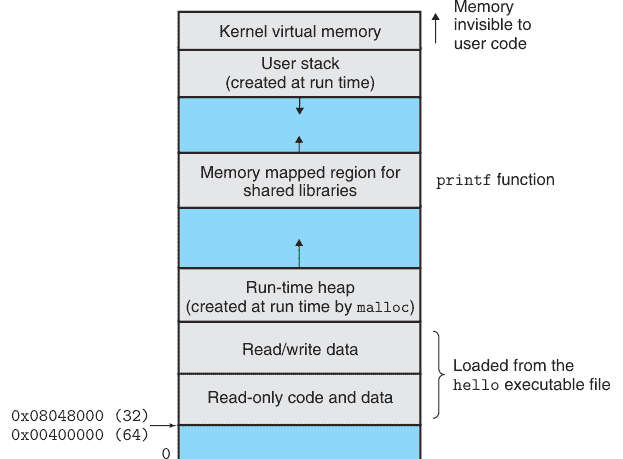 Memory
invisible to
user code
Kernel virtual memory
User stack
(created at run time)
Memory mapped region for
shared libraries
printf function
Run-time heap
(created at run time by malloc)
Read/write data
Loaded from the
hello executable file
Read-only code and data
0x08048000 (32)
0x00400000 (64)
0